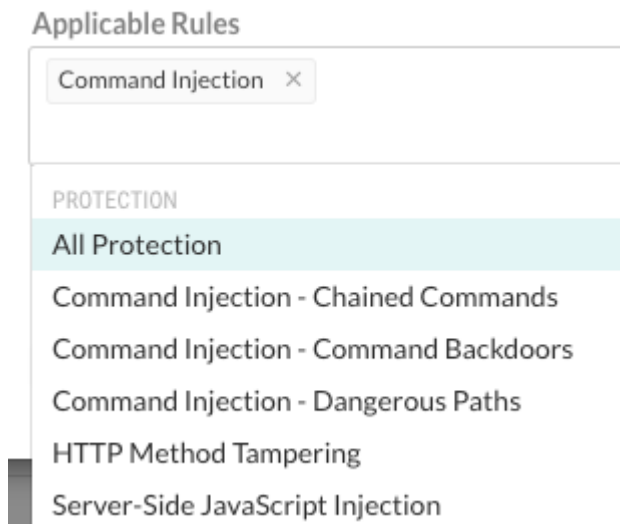 Applicable Rules
Command Injection ×
PROTECTION
All Protection
Command Injection - Chained Commands
Command Injection - Command Backdoors
Command Injection - Dangerous Paths
HTTP Method Tampering
Server-Side JavaScript Injection